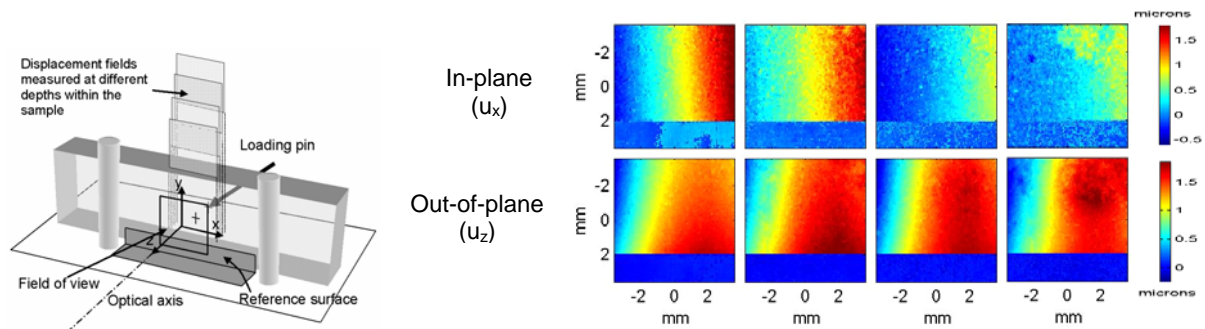 Displacement fields
measured at different
depths within the
sample
Loading pin
y
x
z
Field of view
Optical axis
Reference surface
In-plane
(uₓ)
Out-of-plane
(u_z)
microns
mm
-2
0
2
1.5
1
0.5
0
-0.5
mm
-2
0
2
1.5
1
0.5
0
microns
-2 0 2
-2 0 2
-2 0 2
-2 0 2
mm
mm
mm
mm